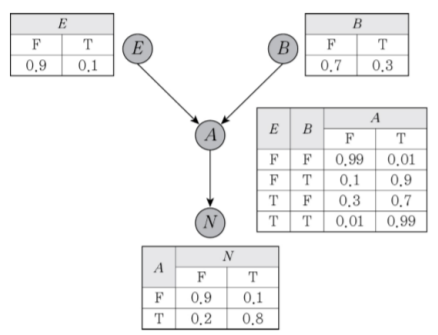 E
F T
0.9 0.1
E
B
B
F T
0.7 0.3
A
E B A
F T
F F 0.99 0.01
F T 0.1 0.9
T F 0.3 0.7
T T 0.01 0.99
N
A N
F T
F 0.9 0.1
T 0.2 0.8